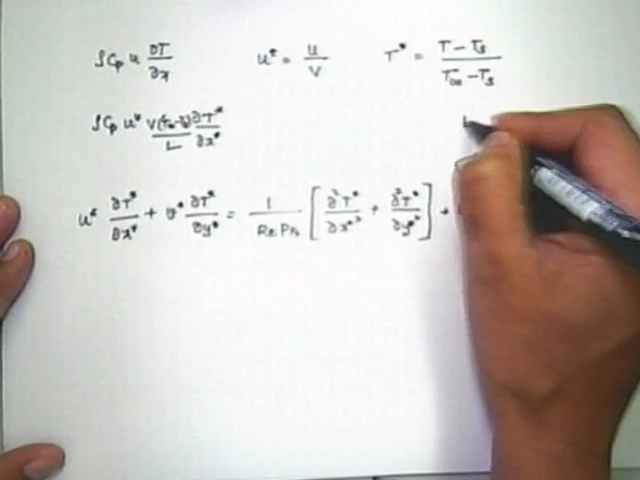 ρCp u ∂T/∂x    u* = u/V    T* = (T − Ts)/(T∞ − Ts)
ρCp u* V(T∞−Ts)/L ∂T*/∂x*
u* ∂T*/∂x* + v* ∂T*/∂y* = 1/(Re Pr) [∂²T*/∂x*² + ∂²T*/∂y*²] +